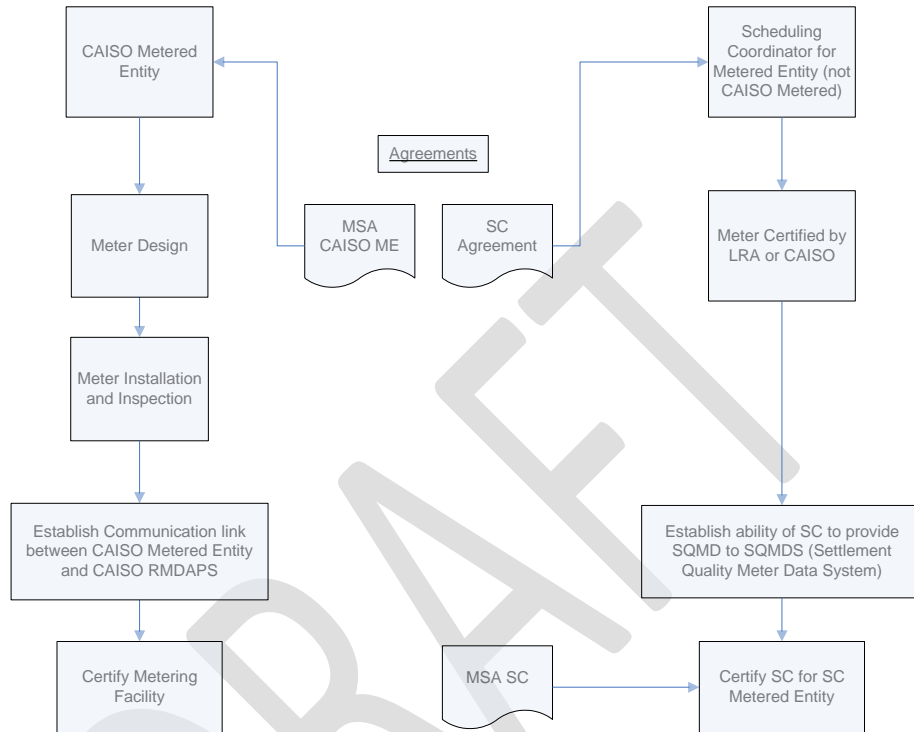 CAISO Metered
Entity
Scheduling
Coordinator for
Metered Entity (not
CAISO Metered)
Agreements
MSA
CAISO ME
SC
Agreement
Meter Design
Meter Certified by
LRA or CAISO
Meter Installation
and Inspection
Establish Communication link
between CAISO Metered Entity
and CAISO RMDAPS
Establish ability of SC to provide
SQMD to SQMDS (Settlement
Quality Meter Data System)
Certify Metering
Facility
MSA SC
Certify SC for SC
Metered Entity
DRAFT